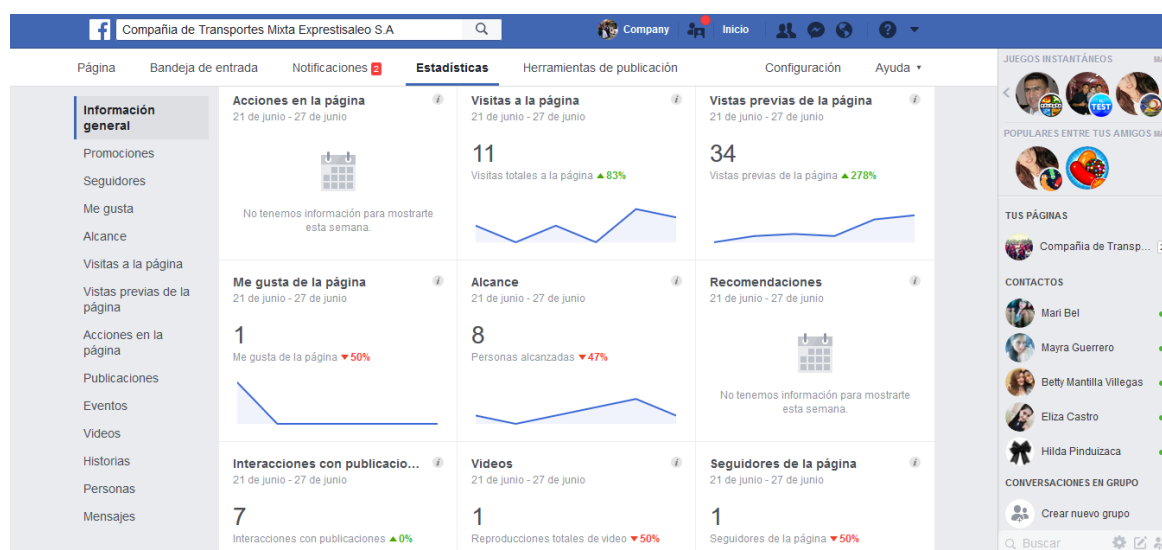 Compañia de Transportes Mixta Exprestisaleo S.A
Company
Inicio
Página
Bandeja de entrada
Notificaciones 2
Estadísticas
Herramientas de publicación
Configuración
Ayuda
Información general
Promociones
Seguidores
Me gusta
Alcance
Visitas a la página
Vistas previas de la página
Acciones en la página
Publicaciones
Eventos
Videos
Historias
Personas
Mensajes
Acciones en la página
21 de junio - 27 de junio
No tenemos información para mostrarte
esta semana.
Visitas a la página
21 de junio - 27 de junio
11
Visitas totales a la página 83%
Vistas previas de la página
21 de junio - 27 de junio
34
Vistas previas de la página 278%
Me gusta de la página
21 de junio - 27 de junio
1
Me gusta de la página 50%
Alcance
21 de junio - 27 de junio
8
Personas alcanzadas 47%
Recomendaciones
21 de junio - 27 de junio
No tenemos información para mostrarte
esta semana.
Interacciones con publicacio...
21 de junio - 27 de junio
7
Interacciones con publicaciones 0%
Videos
21 de junio - 27 de junio
1
Reproducciones totales de video 50%
Seguidores de la página
21 de junio - 27 de junio
1
Seguidores de la página 50%
JUEGOS INSTANTÁNEOS
TEST
POPULARES ENTRE TUS AMIGOS
TUS PÁGINAS
Compañia de Transp...
CONTACTOS
Mari Bel
Mayra Guerrero
Betty Mantilla Villegas
Eliza Castro
Hilda Pinduizaca
CONVERSACIONES EN GRUPO
Crear nuevo grupo
Buscar